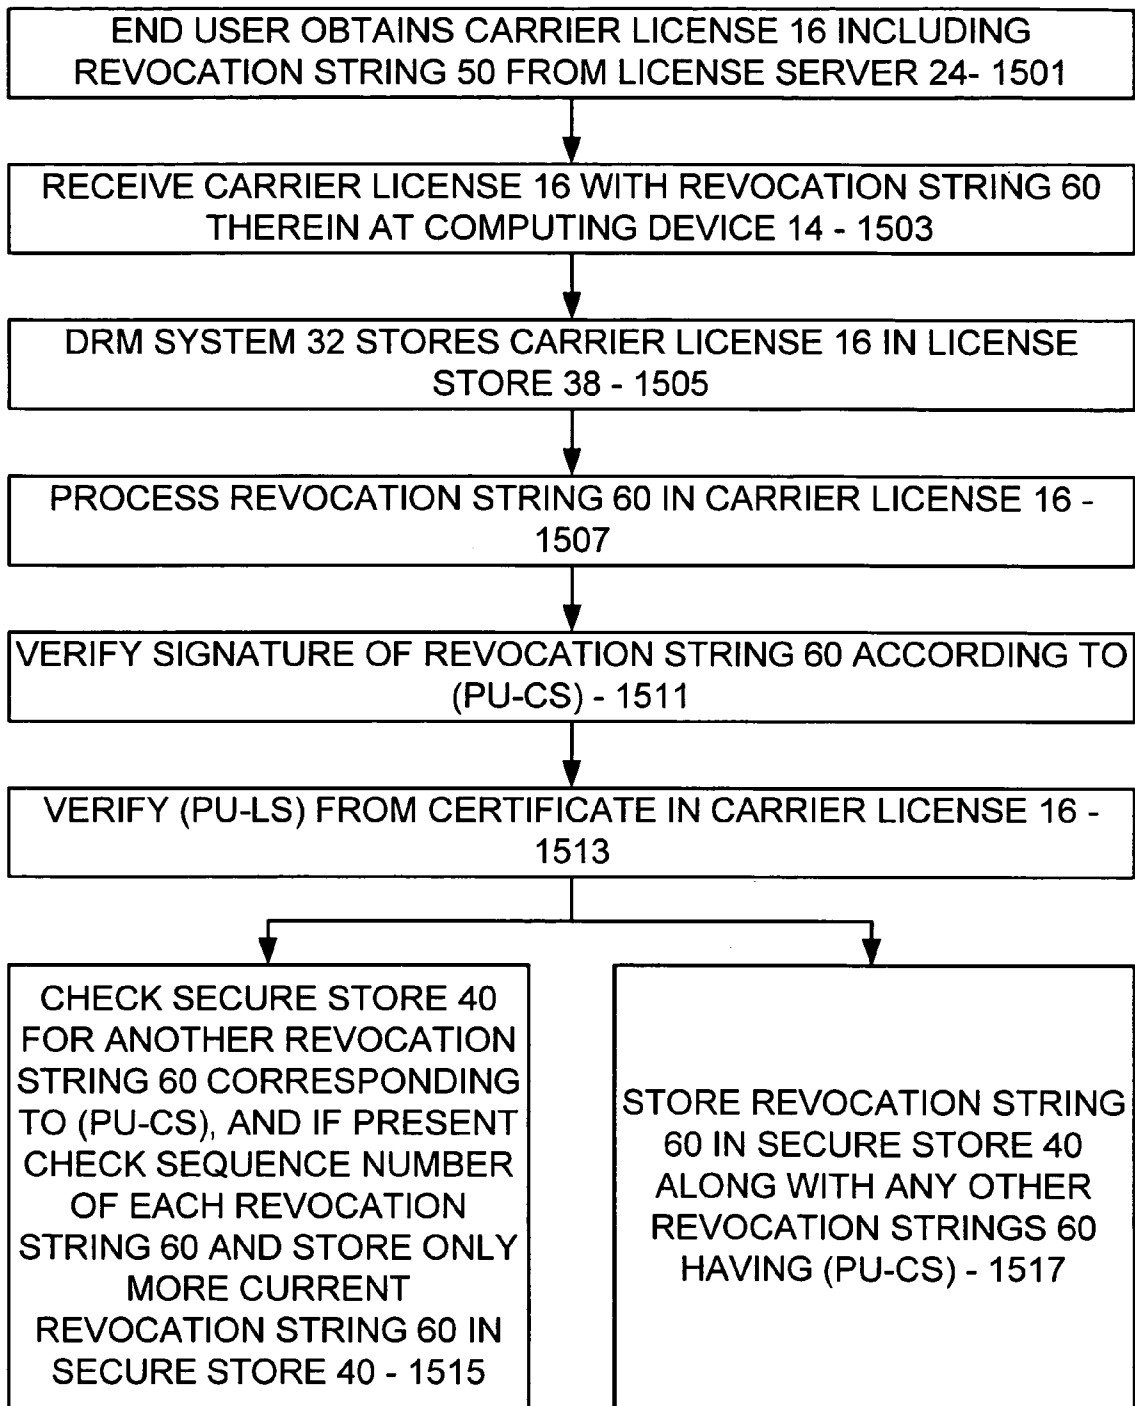 END USER OBTAINS CARRIER LICENSE 16 INCLUDING
REVOCATION STRING 50 FROM LICENSE SERVER 24- 1501
RECEIVE CARRIER LICENSE 16 WITH REVOCATION STRING 60
THEREIN AT COMPUTING DEVICE 14 - 1503
DRM SYSTEM 32 STORES CARRIER LICENSE 16 IN LICENSE
STORE 38 - 1505
PROCESS REVOCATION STRING 60 IN CARRIER LICENSE 16 -
1507
VERIFY SIGNATURE OF REVOCATION STRING 60 ACCORDING TO
(PU-CS) - 1511
VERIFY (PU-LS) FROM CERTIFICATE IN CARRIER LICENSE 16 -
1513
CHECK SECURE STORE 40
FOR ANOTHER REVOCATION
STRING 60 CORRESPONDING
TO (PU-CS), AND IF PRESENT
CHECK SEQUENCE NUMBER
OF EACH REVOCATION
STRING 60 AND STORE ONLY
MORE CURRENT
REVOCATION STRING 60 IN
SECURE STORE 40 - 1515
STORE REVOCATION STRING
60 IN SECURE STORE 40
ALONG WITH ANY OTHER
REVOCATION STRINGS 60
HAVING (PU-CS) - 1517